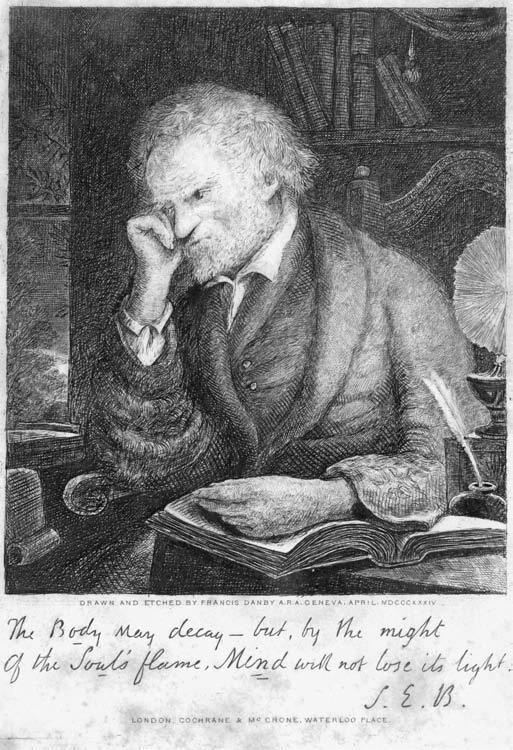 DRAWN AND ETCHED BY FRANCIS DANBY A.R.A. GENEVA. APRIL. MDCCCXXXIV
The Body may decay – but, by the might
Of the Soul's flame, Mind will not lose its light.
S. E. B.
LONDON, COCHRANE & McCRONE, WATERLOO PLACE.